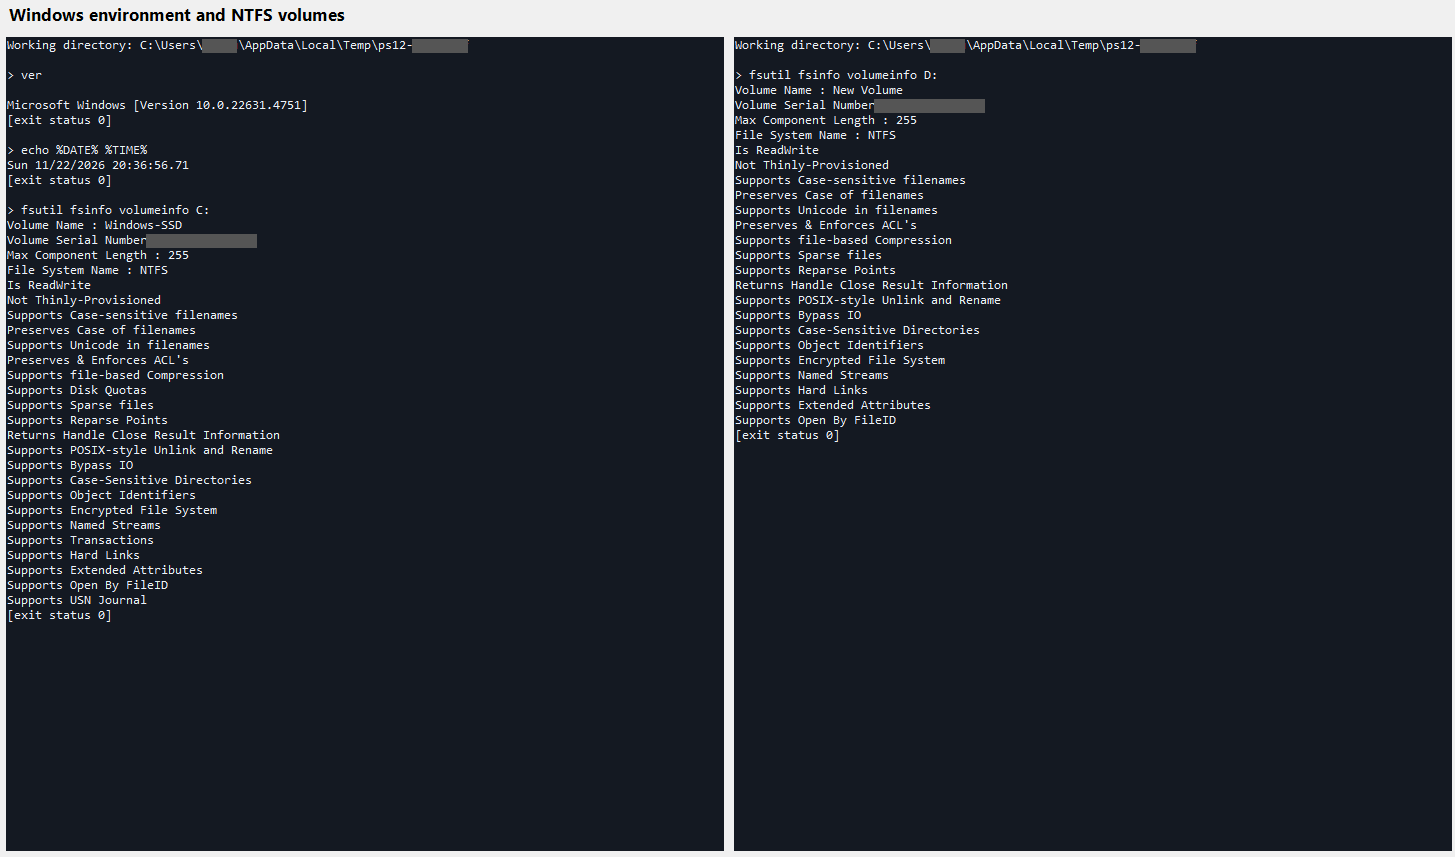 Windows environment and NTFS volumes
Working directory: C:\Users\ \AppData\Local\Temp\ps12-
> ver
Microsoft Windows [Version 10.0.22631.4751]
[exit status 0]
> echo %DATE% %TIME%
Sun 11/22/2026 20:36:56.71
[exit status 0]
> fsutil fsinfo volumeinfo C:
Volume Name : Windows-SSD
Volume Serial Number
Max Component Length : 255
File System Name : NTFS
Is ReadWrite
Not Thinly-Provisioned
Supports Case-sensitive filenames
Preserves Case of filenames
Supports Unicode in filenames
Preserves & Enforces ACL's
Supports file-based Compression
Supports Disk Quotas
Supports Sparse files
Supports Reparse Points
Returns Handle Close Result Information
Supports POSIX-style Unlink and Rename
Supports Bypass IO
Supports Case-Sensitive Directories
Supports Object Identifiers
Supports Encrypted File System
Supports Named Streams
Supports Transactions
Supports Hard Links
Supports Extended Attributes
Supports Open By FileID
Supports USN Journal
[exit status 0]
Working directory: C:\Users\ \AppData\Local\Temp\ps12-
> fsutil fsinfo volumeinfo D:
Volume Name : New Volume
Volume Serial Number
Max Component Length : 255
File System Name : NTFS
Is ReadWrite
Not Thinly-Provisioned
Supports Case-sensitive filenames
Preserves Case of filenames
Supports Unicode in filenames
Preserves & Enforces ACL's
Supports file-based Compression
Supports Sparse files
Supports Reparse Points
Returns Handle Close Result Information
Supports POSIX-style Unlink and Rename
Supports Bypass IO
Supports Case-Sensitive Directories
Supports Object Identifiers
Supports Encrypted File System
Supports Named Streams
Supports Hard Links
Supports Extended Attributes
Supports Open By FileID
[exit status 0]